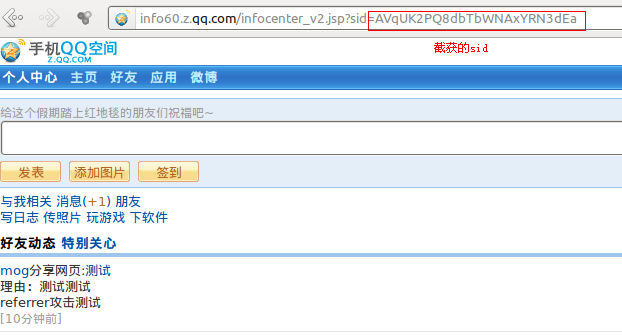 info60.z.qq.com/infocenter_v2.jsp?sid=AVqUK2PQ8dbTbWNAxYRN3dEa
截获的sid
手机QQ空间
Z.QQ.COM
个人中心 主页 好友 应用 微博
给这个假期踏上红地毯的朋友们祝福吧~
发表 添加图片 签到
与我相关 消息(+1) 朋友
写日志 传照片 玩游戏 下软件
好友动态 特别关心
mog分享网页:测试
理由：测试测试
referrer攻击测试
[10分钟前]